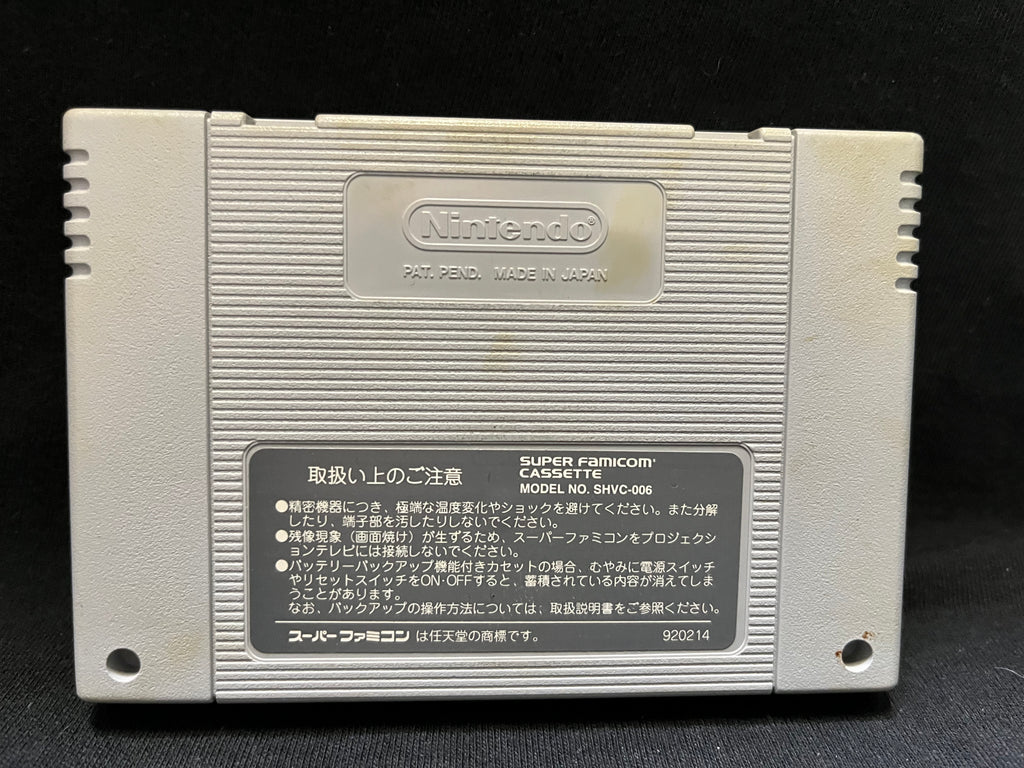 Nintendo®
PAT. PEND. MADE IN JAPAN
取扱い上のご注意
SUPER FAMICOM™
CASSETTE
MODEL NO. SHVC-006
●精密機器につき、極端な温度変化やショックを避けてください。また分解
したり、端子部を汚したりしないでください。
●残像現象（画面焼け）が生ずるため、スーパーファミコンをプロジェクシ
ョンテレビには接続しないでください。
●バッテリーバックアップ機能付きカセットの場合、むやみに電源スイッチ
やリセットスイッチをON・OFFすると、蓄積されている内容が消えてしま
うことがあります。
なお、バックアップの操作方法については、取扱説明書をご参照ください。
スーパーファミコンは任天堂の商標です。 920214